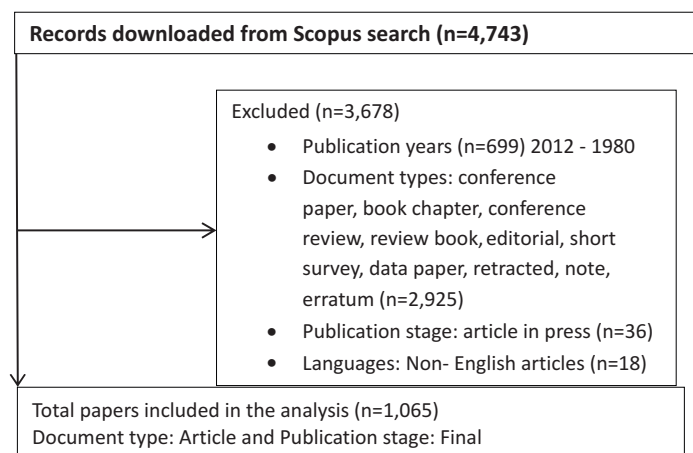 Records downloaded from Scopus search (n=4,743)
Excluded (n=3,678)
• Publication years (n=699) 2012 - 1980
• Document types: conference
paper, book chapter, conference
review, review book, editorial, short
survey, data paper, retracted, note,
erratum (n=2,925)
• Publication stage: article in press (n=36)
• Languages: Non- English articles (n=18)
Total papers included in the analysis (n=1,065)
Document type: Article and Publication stage: Final